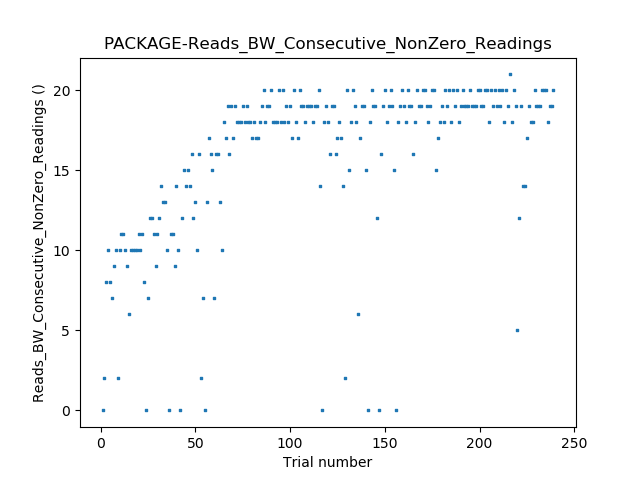 PACKAGE-Reads_BW_Consecutive_NonZero_Readings
Reads_BW_Consecutive_NonZero_Readings ()
20
15
10
5
0
0 50 100 150 200 250
Trial number